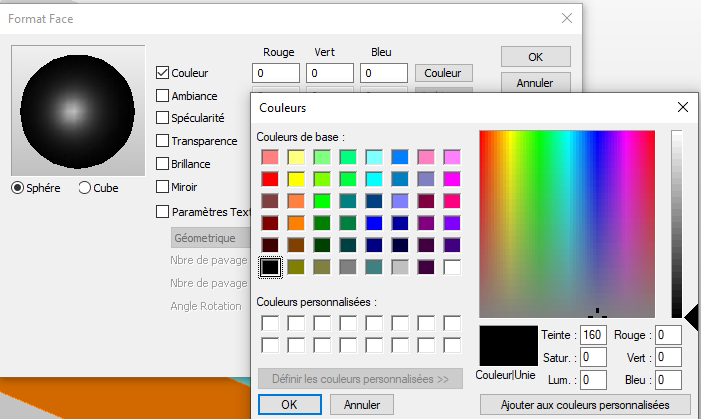 Format Face
Rouge Vert Bleu
OK
Couleur 0 0 0 Couleur
Annuler
Ambiance
Spécularité
Transparence
Brillance
Miroir
Sphére Cube
Paramètres Text
Géometrique
Nbre de pavage
Nbre de pavage
Angle Rotation
Couleurs
Couleurs de base :
Couleurs personnalisées :
Définir les couleurs personnalisées >>
OK Annuler
Couleur|Unie
Teinte : 160 Rouge : 0
Satur. : 0 Vert : 0
Lum. : 0 Bleu : 0
Ajouter aux couleurs personnalisées